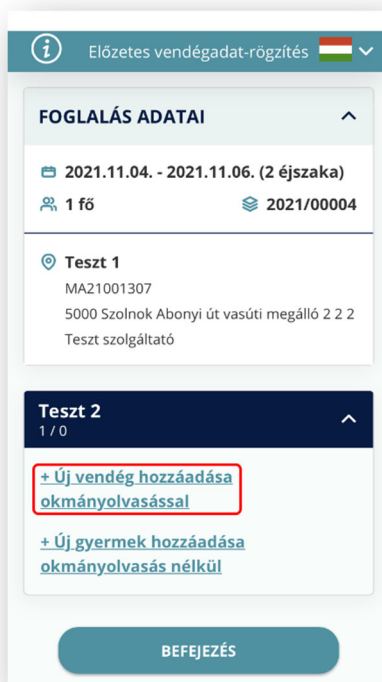 Előzetes vendégadat-rögzítés
FOGLALÁS ADATAI
2021.11.04. - 2021.11.06. (2 éjszaka)
1 fő 2021/00004
Teszt 1
MA21001307
5000 Szolnok Abonyi út vasúti megálló 2 2 2
Teszt szolgáltató
Teszt 2
1 / 0
+ Új vendég hozzáadása
okmányolvasással
+ Új gyermek hozzáadása
okmányolvasás nélkül
BEFEJEZÉS